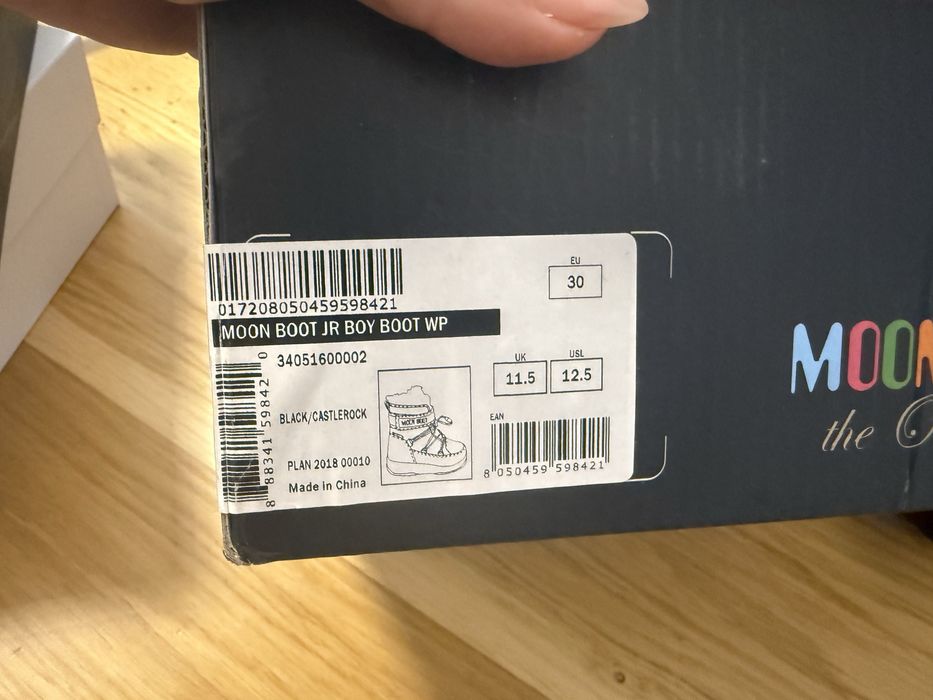 017208050459598421
MOON BOOT JR BOY BOOT WP
34051600002
BLACK/CASTLEROCK
PLAN 2018 00010
Made in China
8 88341 59842 0
MOON BOOT
EU
30
UK
11.5
USL
12.5
EAN
8 050459 598421
MOON
the